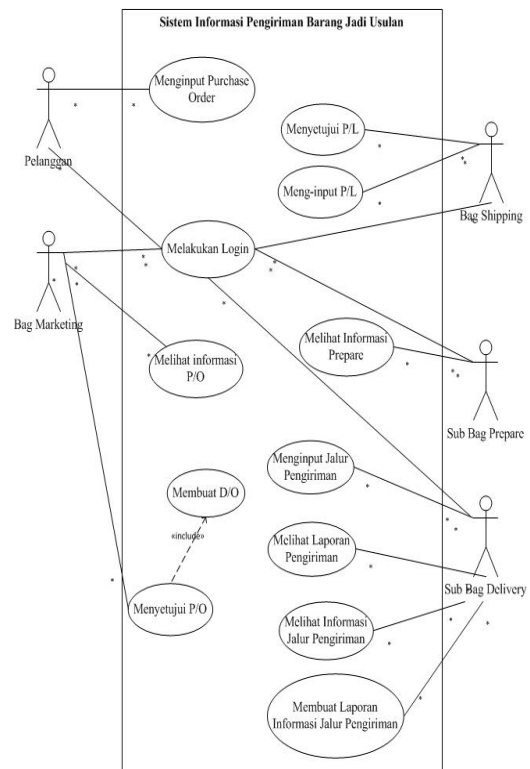 Sistem Informasi Pengiriman Barang Jadi Usulan
Menginput Purchase
Order
Pelanggan
Menyetujui P/L
Meng-input P/L
Bag Shipping
Melakukan Login
Bag Marketing
Melihat informasi
P/O
Melihat Informasi
Prepare
Sub Bag Prepare
Menginput Jalur
Pengiriman
Membuat D/O
«include»
Melihat Laporan
Pengiriman
Sub Bag Delivery
Menyetujui P/O
Melihat Informasi
Jalur Pengiriman
Membuat Laporan
Informasi Jalur Pengiriman